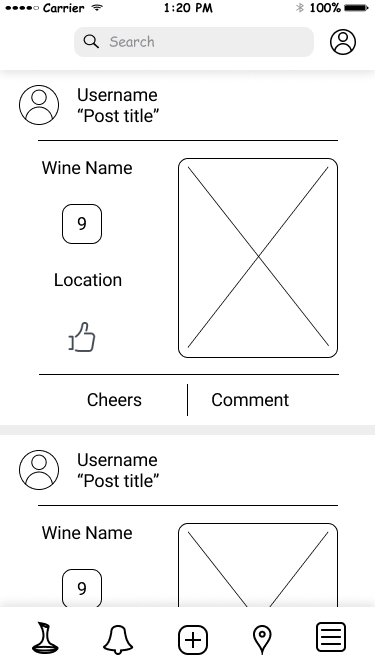 Carrier 1:20 PM 100%
Search
Username
“Post title”
Wine Name
9
Location
Cheers Comment
Username
“Post title”
Wine Name
9